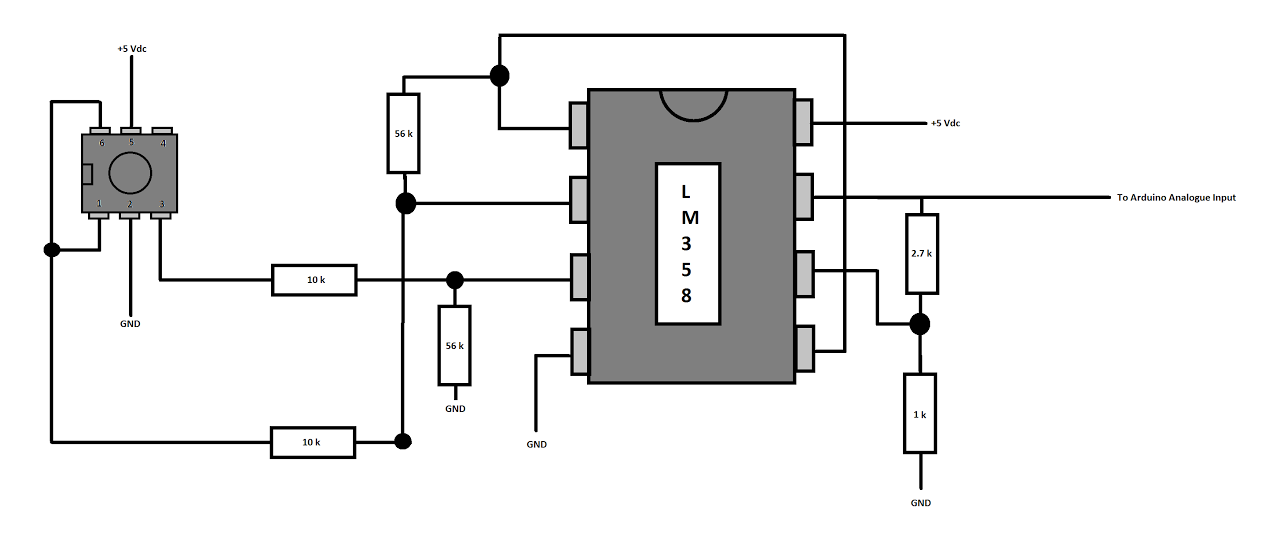 +5 Vdc
6 5 4
1 2 3
GND
56 k
10 k
56 k
GND
10 k
GND
L
M
3
5
8
+5 Vdc
To Arduino Analogue Input
2.7 k
1 k
GND